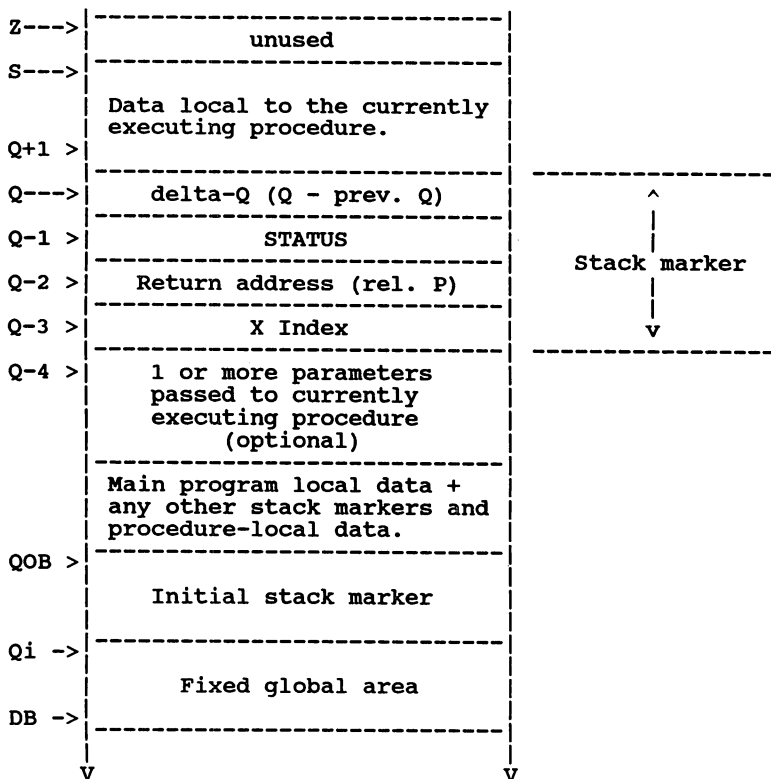 Z--->
unused
S--->
Data local to the currently
executing procedure.
Q+1 >
Q---> delta-Q (Q - prev. Q) ^
Q-1 > STATUS
Stack marker
Q-2 > Return address (rel. P)
Q-3 > X Index v
Q-4 > 1 or more parameters
passed to currently
executing procedure
(optional)
Main program local data +
any other stack markers and
procedure-local data.
QOB >
Initial stack marker
Qi ->
Fixed global area
DB ->
V V